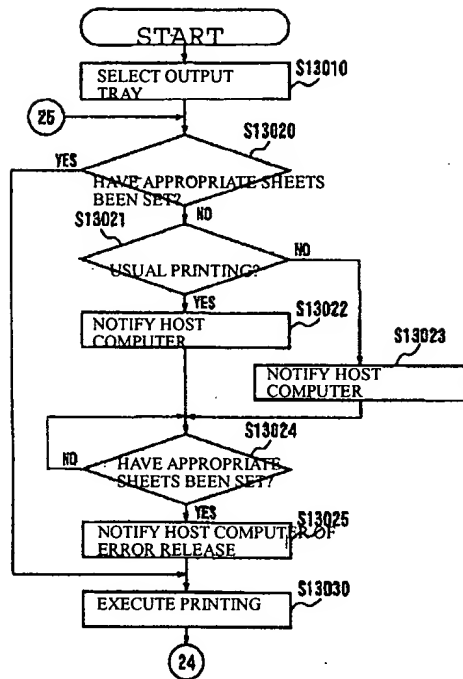 START
S13010
SELECT OUTPUT
TRAY
25
S13020
YES
HAVE APPROPRIATE SHEETS
BEEN SET?
NO
S13021
USUAL PRINTING?
NO
YES
S13022
NOTIFY HOST
COMPUTER
S13023
NOTIFY HOST
COMPUTER
S13024
NO
HAVE APPROPRIATE
SHEETS BEEN SET?
YES
S13025
NOTIFY HOST COMPUTER OF
ERROR RELEASE
S13030
EXECUTE PRINTING
24